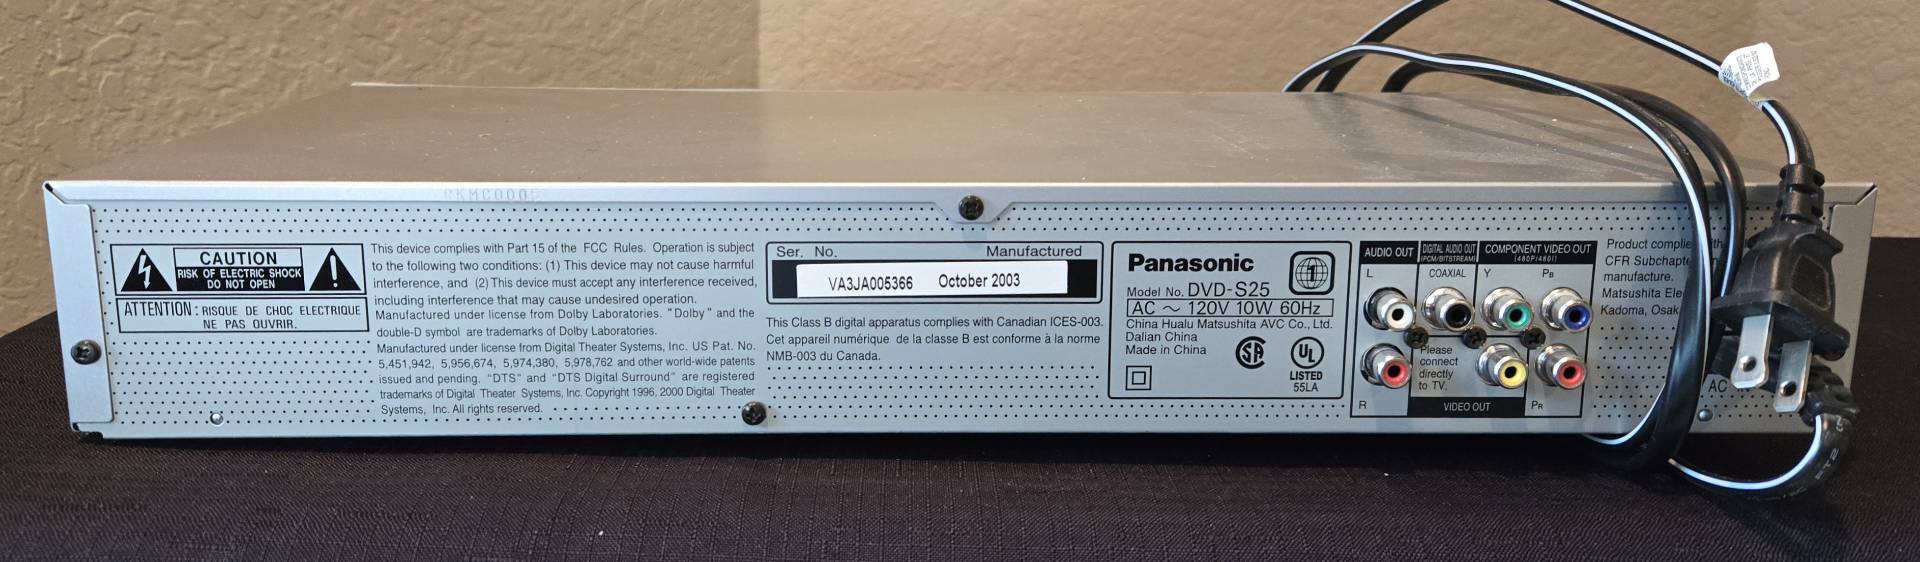 CAUTION
RISK OF ELECTRIC SHOCK
DO NOT OPEN
ATTENTION : RISQUE DE CHOC ELECTRIQUE
NE PAS OUVRIR.
This device complies with Part 15 of the FCC Rules. Operation is subject
to the following two conditions: (1) This device may not cause harmful
interference, and (2) This device must accept any interference received,
including interference that may cause undesired operation.
Manufactured under license from Dolby Laboratories. "Dolby" and the
double-D symbol are trademarks of Dolby Laboratories.
Manufactured under license from Digital Theater Systems, Inc. US Pat. No.
5,451,942, 5,956,674, 5,974,380, 5,978,762 and other world-wide patents
issued and pending. "DTS" and "DTS Digital Surround" are registered
trademarks of Digital Theater Systems, Inc. Copyright 1996, 2000 Digital Theater
Systems, Inc. All rights reserved.
Ser. No. Manufactured
VA3JA005366 October 2003
This Class B digital apparatus complies with Canadian ICES-003.
Cet appareil numérique de la classe B est conforme à la norme
NMB-003 du Canada.
Panasonic
Model No. DVD-S25
AC ~ 120V 10W 60Hz
China Hualu Matsushita AVC Co., Ltd.
Dalian China
Made in China
1
SA
UL
LISTED
55LA
AUDIO OUT
L
R
DIGITAL AUDIO OUT
(PCM/BITSTREAM)
COAXIAL
COMPONENT VIDEO OUT
(480P/480I)
Y
PB
PR
Please
connect
directly
to TV.
VIDEO OUT
Product complies
CFR Subchapte
manufacture.
Matsushita Ele
Kadoma, Osak
AC